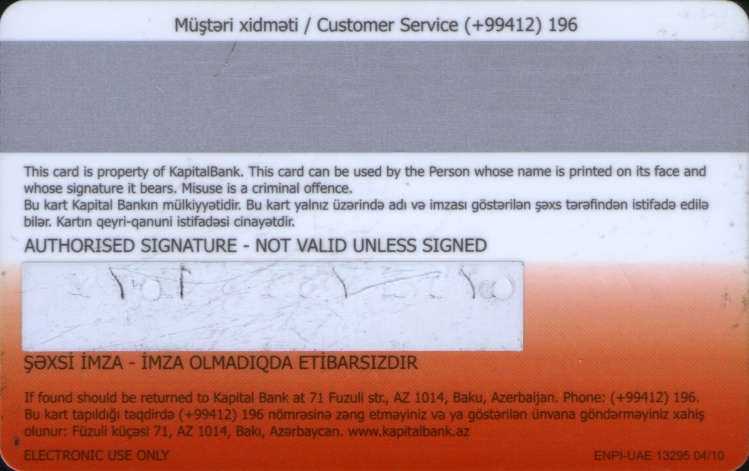 Müştəri xidməti / Customer Service (+99412) 196
This card is property of KapitalBank. This card can be used by the Person whose name is printed on its face and
whose signature it bears. Misuse is a criminal offence.
Bu kart Kapital Bankın mülkiyyətidir. Bu kart yalnız üzərində adı və imzası göstərilən şəxs tərəfindən istifadə edilə
bilər. Kartın qeyri-qanuni istifadəsi cinayətdir.
AUTHORISED SIGNATURE - NOT VALID UNLESS SIGNED
ŞƏXSİ İMZA - İMZA OLMADIQDA ETİBARSIZDIR
If found should be returned to Kapital Bank at 71 Fuzuli str., AZ 1014, Baku, Azerbaijan. Phone: (+99412) 196.
Bu kart tapıldığı təqdirdə (+99412) 196 nömrəsinə zəng etməyiniz və ya göstərilən ünvana göndərməyiniz xahiş
olunur: Füzuli küçəsi 71, AZ 1014, Bakı, Azərbaycan. www.kapitalbank.az
ELECTRONIC USE ONLY
ENPI-UAE 13295 04/10